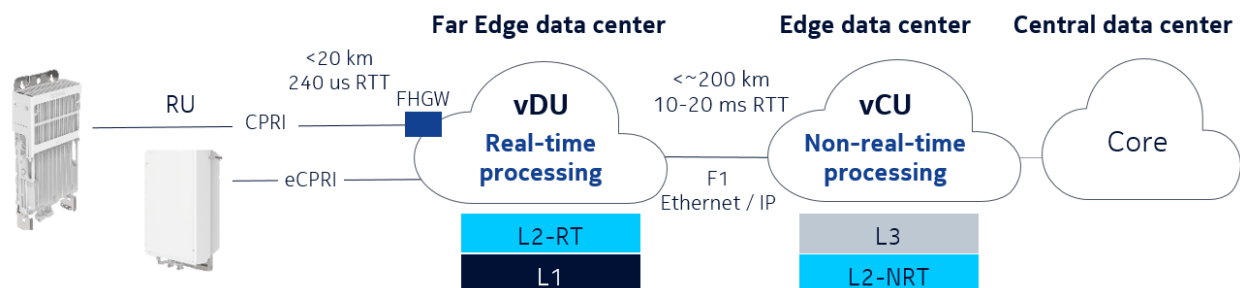 Far Edge data center
Edge data center
Central data center
<20 km
240 us RTT
FHGW
RU
CPRI
eCPRI
vDU
Real-time
processing
<~200 km
10-20 ms RTT
F1
Ethernet / IP
vCU
Non-real-time
processing
Core
L2-RT
L1
L3
L2-NRT